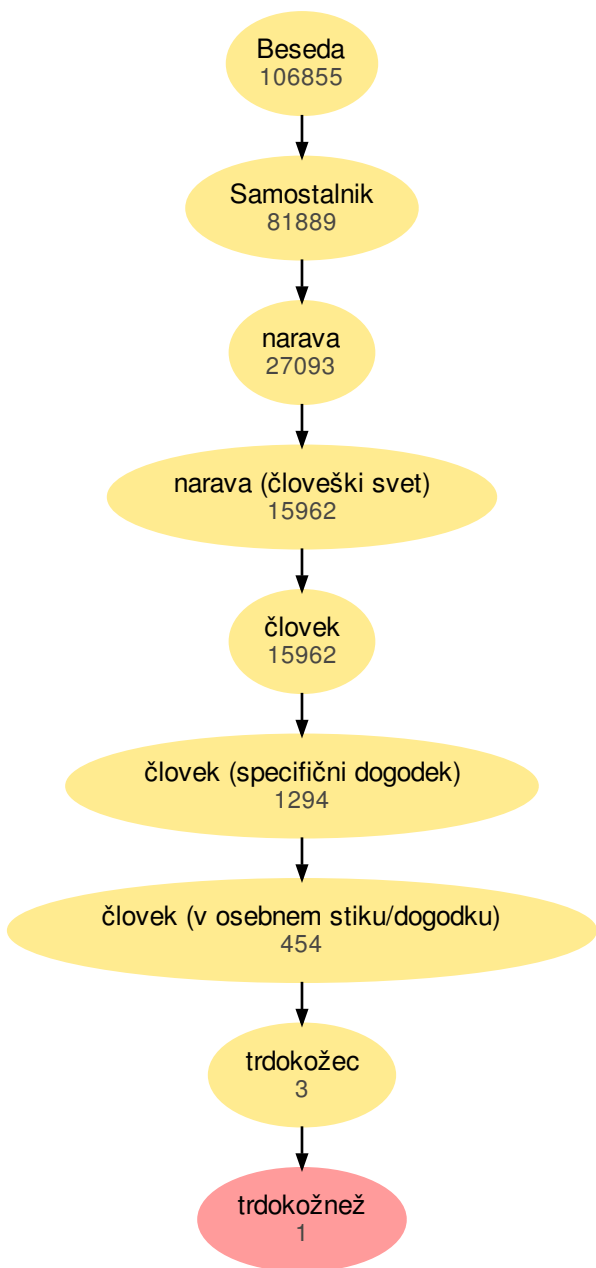 Beseda
106855
Samostalnik
81889
narava
27093
narava (človeški svet)
15962
človek
15962
človek (specifični dogodek)
1294
človek (v osebnem stiku/dogodku)
454
trdokožec
3
trdokožnež
1